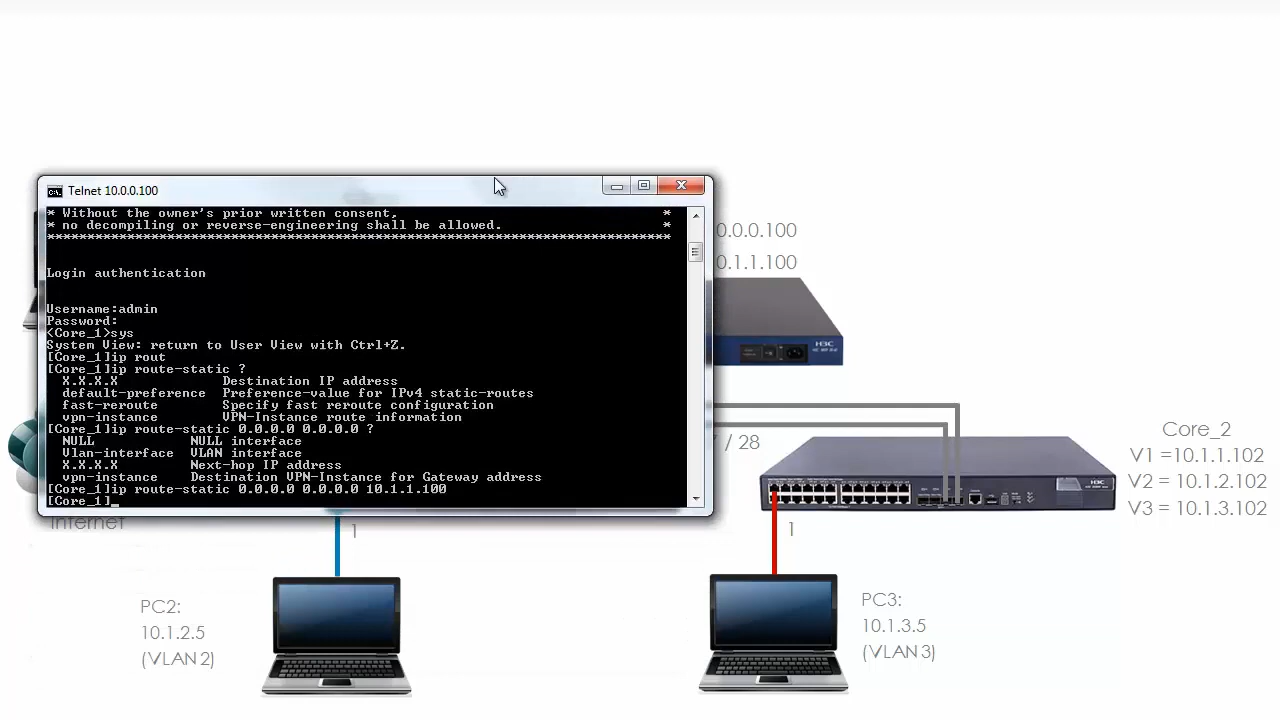 Telnet 10.0.0.100
* Without the owner's prior written consent, *
* no decompiling or reverse-engineering shall be allowed. *
******************************************************************************
Login authentication
Username:admin
Password:
<Core_1>sys
System View: return to User View with Ctrl+Z.
[Core_1]ip rout
[Core_1]ip route-static ?
X.X.X.X Destination IP address
default-preference Preference-value for IPv4 static-routes
fast-reroute Specify fast reroute configuration
vpn-instance VPN-Instance route information
[Core_1]ip route-static 0.0.0.0 0.0.0.0 ?
NULL NULL interface
Vlan-interface VLAN interface
X.X.X.X Next-hop IP address
vpn-instance Destination VPN-Instance for Gateway address
[Core_1]ip route-static 0.0.0.0 0.0.0.0 10.1.1.100
[Core_1]_
0.0.0.100
0.1.1.100
H3C
/ 28
Core_2
V1 =10.1.1.102
V2 = 10.1.2.102
V3 = 10.1.3.102
H3C
Internet
1
1
PC2:
10.1.2.5
(VLAN 2)
PC3:
10.1.3.5
(VLAN 3)